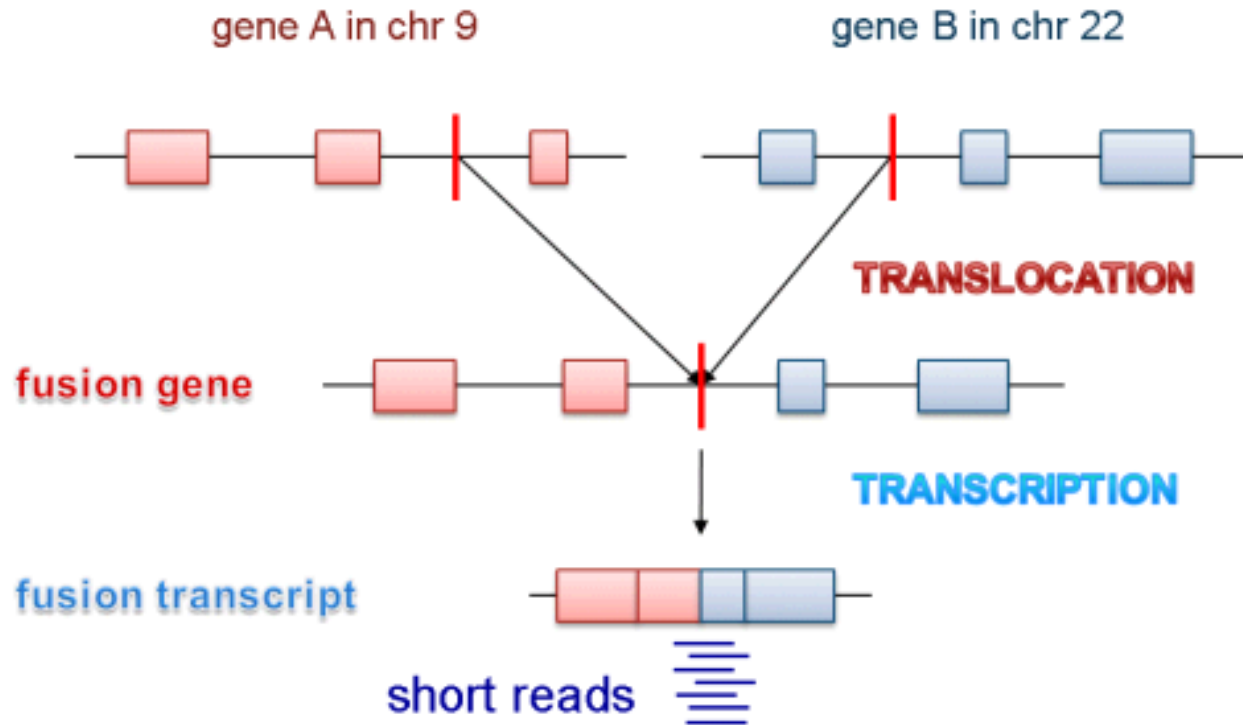 gene A in chr 9
gene B in chr 22
TRANSLOCATION
fusion gene
TRANSCRIPTION
fusion transcript
short reads